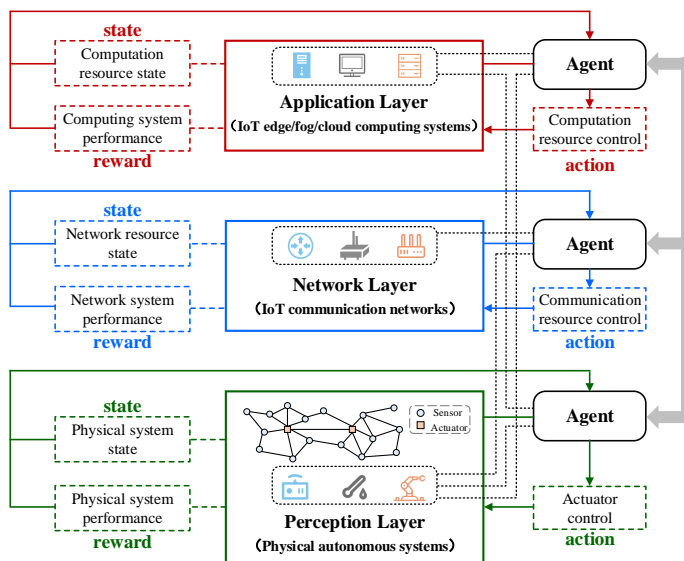 state
Computation
resource state
Computing system
performance
reward
Application Layer
(IoT edge/fog/cloud computing systems)
Agent
Computation
resource control
action
state
Network resource
state
Network system
performance
reward
Network Layer
(IoT communication networks)
Agent
Communication
resource control
action
state
Physical system
state
Physical system
performance
reward
Sensor
Actuator
Perception Layer
(Physical autonomous systems)
Agent
Actuator
control
action